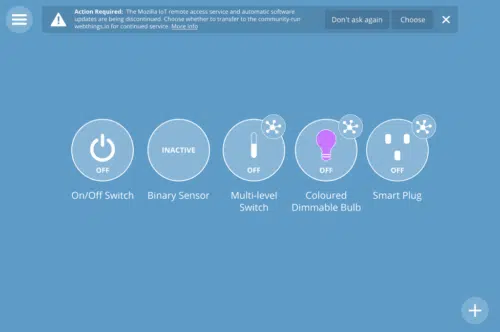 Action Required: The Mozilla IoT remote access service and automatic software
updates are being discontinued. Choose whether to transfer to the community-run
webthings.io for continued service. More Info
Don't ask again
Choose
OFF
INACTIVE
OFF
OFF
OFF
On/Off Switch
Binary Sensor
Multi-level
Switch
Coloured
Dimmable Bulb
Smart Plug